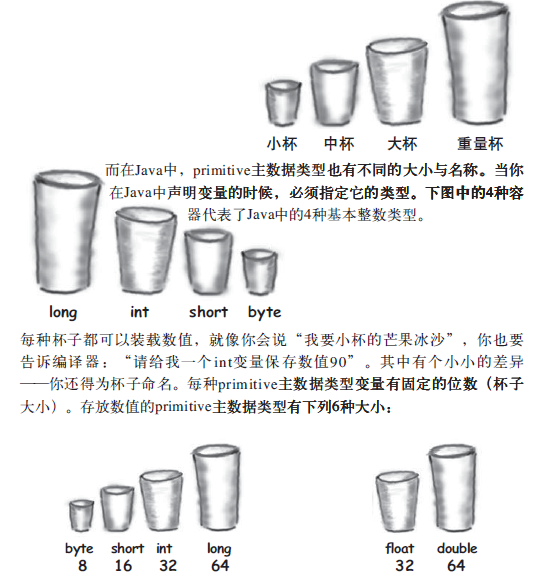 小杯 中杯 大杯 重量杯
而在Java中，primitive主数据类型也有不同的大小与名称。当你
在Java中声明变量的时候，必须指定它的类型。下图中的4种容
器代表了Java中的4种基本整数类型。
long int short byte
每种杯子都可以装载数值，就像你会说“我要小杯的芒果冰沙”，你也要
告诉编译器：“请给我一个int变量保存数值90”。其中有个小小的差异
——你还得为杯子命名。每种primitive主数据类型变量有固定的位数（杯子
大小）。存放数值的primitive主数据类型有下列6种大小：
byte short int long float double
8 16 32 64 32 64